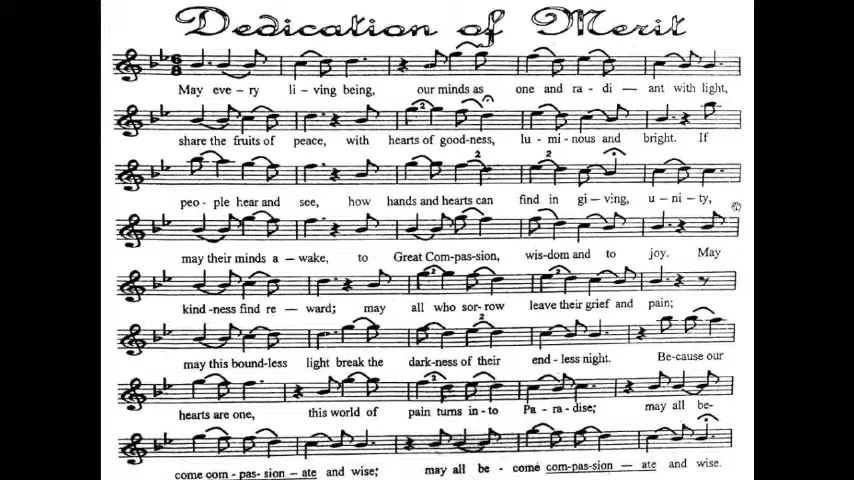 Dedication of Merit
May eve – ry li – ving being, our minds as one and ra – di — ant with light,
share the fruits of peace, with hearts of good-ness, lu – mi – nous and bright. If
peo – ple hear and see, how hands and hearts can find in gi – ving, u – ni – ty,
may their minds a – wake, to Great Com-pas-sion, wis-dom and to joy. May
kind -ness find re – ward; may all who sor-row leave their grief and pain;
may this bound-less light break the dark-ness of their end - less night. Be-cause our
hearts are one, this world of pain turns in-to Pa – ra – dise; may all be-
come com - pas- sion — ate and wise; may all be - come com-pas-sion — ate and wise.